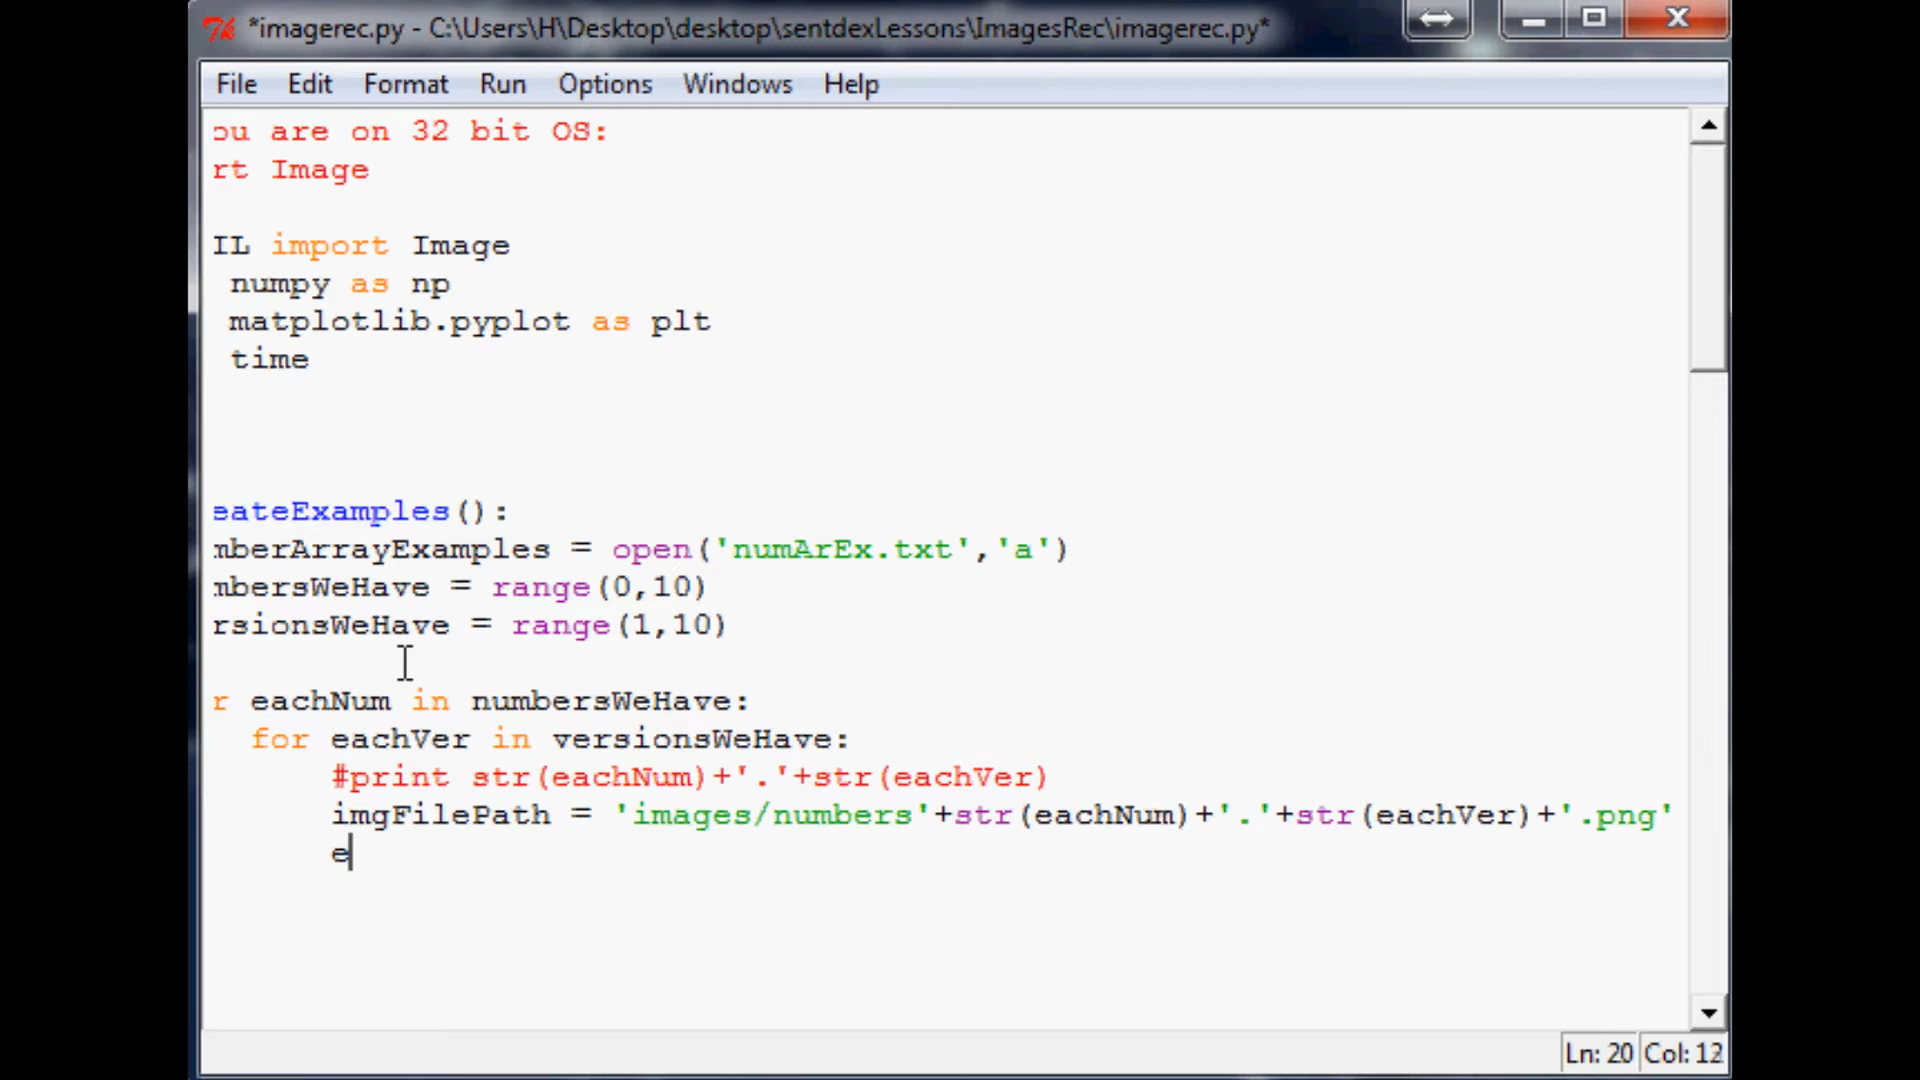 *imagerec.py - C:\Users\H\Desktop\desktop\sentdexLessons\ImagesRec\imagerec.py*
File Edit Format Run Options Windows Help
ou are on 32 bit OS:
rt Image
IL import Image
numpy as np
matplotlib.pyplot as plt
time
eateExamples():
mberArrayExamples = open('numArEx.txt','a')
mbersWeHave = range(0,10)
rsionsWeHave = range(1,10)
r eachNum in numbersWeHave:
for eachVer in versionsWeHave:
#print str(eachNum)+'.'+str(eachVer)
imgFilePath = 'images/numbers'+str(eachNum)+'.'+str(eachVer)+'.png'
e
Ln: 20 Col: 12